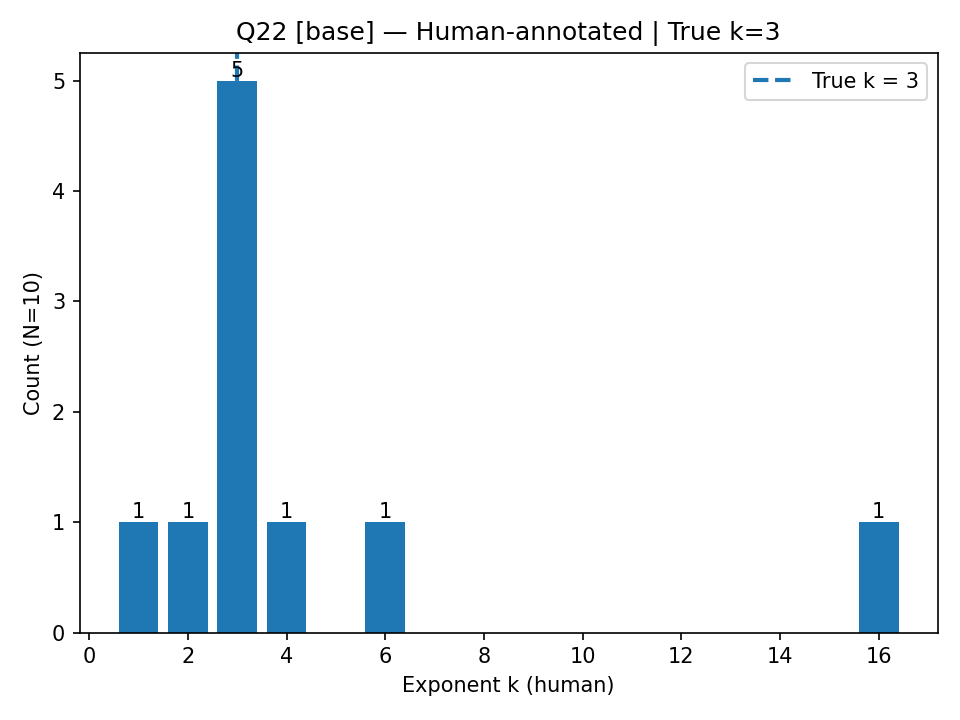 Q22 [base] — Human-annotated | True k=3
True k = 3
Count (N=10)
5
4
3
2
1
0
5
1
1
1
1
1
0 2 4 6 8 10 12 14 16
Exponent k (human)